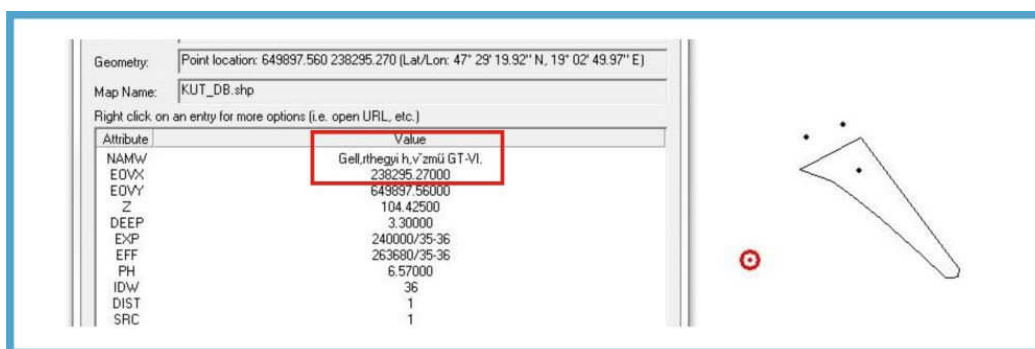 Geometry: Point location: 649897.560 238295.270 (Lat/Lon: 47° 29' 19.92" N, 19° 02' 49.97" E)
Map Name: KUT_DB.shp
Right click on an entry for more options (i.e. open URL, etc.)
Attribute Value
NAMW Gell‚rthegyi h‚vˇzmü GT-VI.
EOVX 238295.27000
EOVY 649897.56000
Z 104.42500
DEEP 3.30000
EXP 240000/35-36
EFF 263680/35-36
PH 6.57000
IDW 36
DIST 1
SRC 1